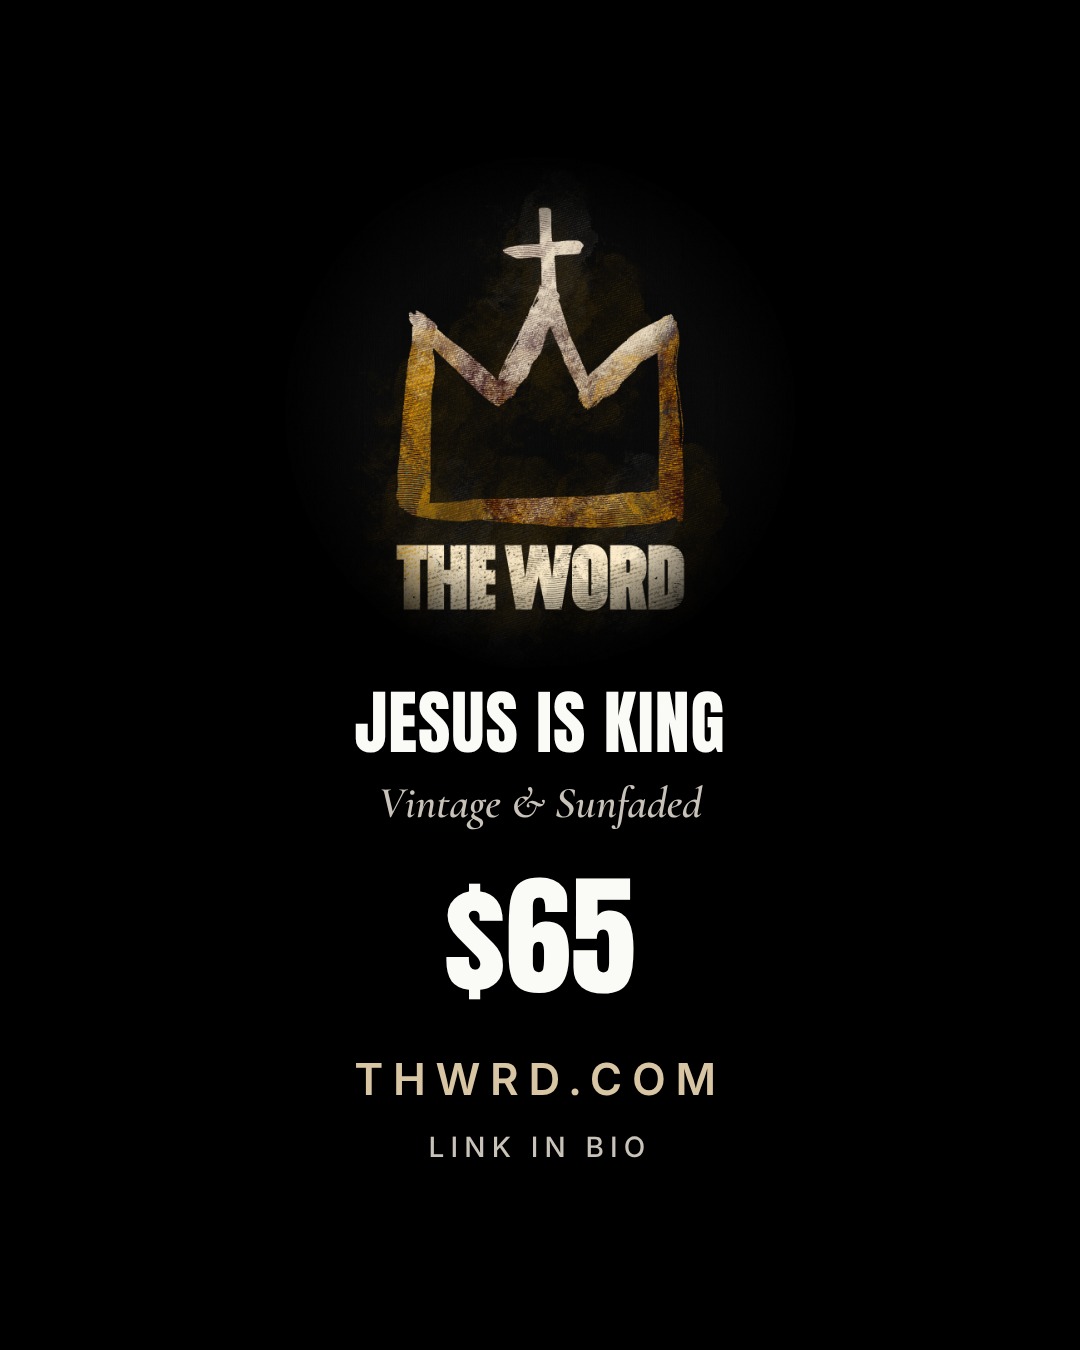 THE WORD
JESUS IS KING
Vintage & Sunfaded
$65
THWRD.COM
LINK IN BIO